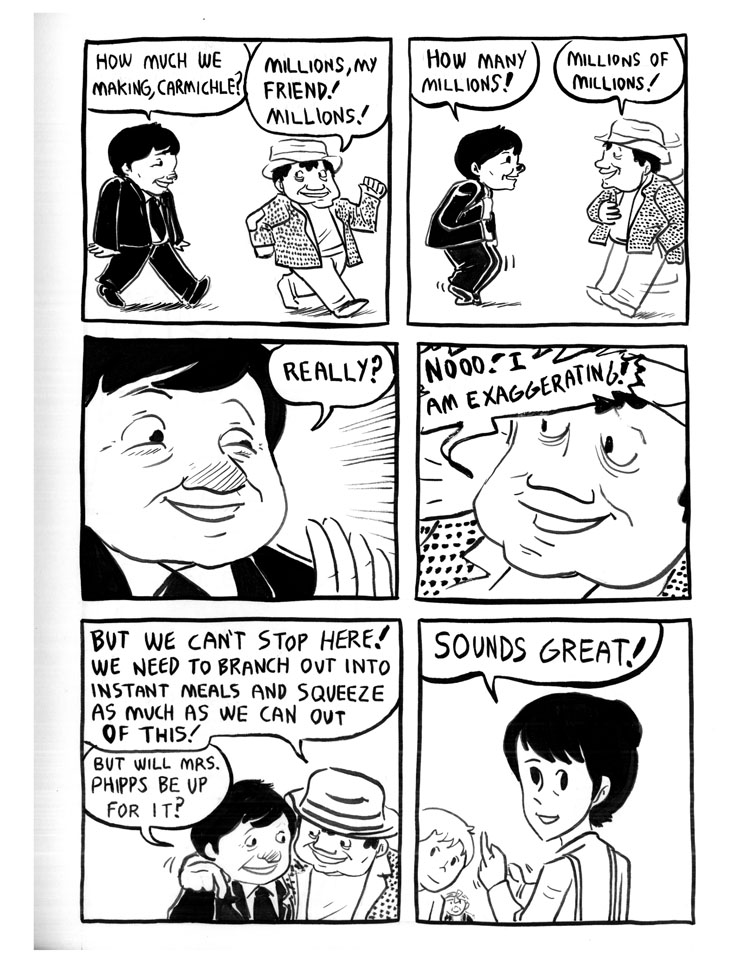 HOW MUCH WE
MAKING, CARMICHLE?
MILLIONS, MY
FRIEND!
MILLIONS!
HOW MANY
MILLIONS!
MILLIONS OF
MILLIONS!
REALLY?
NOOO! I
AM EXAGGERATING!
BUT WE CAN'T STOP HERE!
WE NEED TO BRANCH OUT INTO
INSTANT MEALS AND SQUEEZE
AS MUCH AS WE CAN OUT
OF THIS!
BUT WILL MRS.
PHIPPS BE UP
FOR IT?
SOUNDS GREAT!